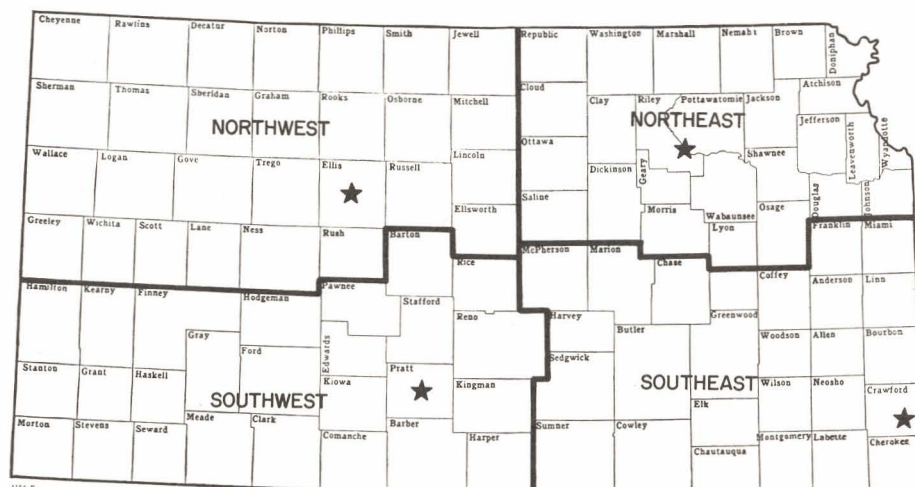 Cheyenne Rawlins Decatur Norton Phillips Smith Jewell Republic Washington Marshall Nemaha Brown Doniphan
Sherman Thomas Sheridan Graham Rooks Osborne Mitchell Cloud Clay Riley Pottawatomie Jackson Atchison
NORTHWEST NORTHEAST
Jefferson Leavenworth Wyandotte
Wallace Logan Gove Trego Ellis Russell Lincoln Ottawa Dickinson Geary Shawnee
Ellsworth Saline Morris Wabaunsee Osage Douglas Johnson
Greeley Wichita Scott Lane Ness Rush Barton Lyon Franklin Miami
Rice McPherson Marion Chase Coffey Anderson Linn
Hamilton Kearny Finney Hodgeman Pawnee Stafford Reno Harvey Butler Greenwood Woodson Allen Bourbon
Gray Ford Edwards Sedgwick
Stanton Grant Haskell Kiowa Pratt Kingman Wilson Neosho Crawford
SOUTHWEST SOUTHEAST
Elk
Morton Stevens Seward Meade Clark Comanche Barber Harper Sumner Cowley Chautauqua Montgomery Labette Cherokee